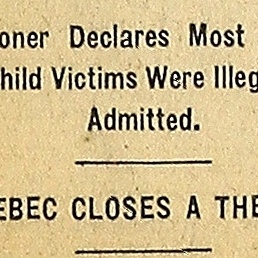 oner Declares Most
hild Victims Were Illeg
Admitted.
EBEC CLOSES A THE